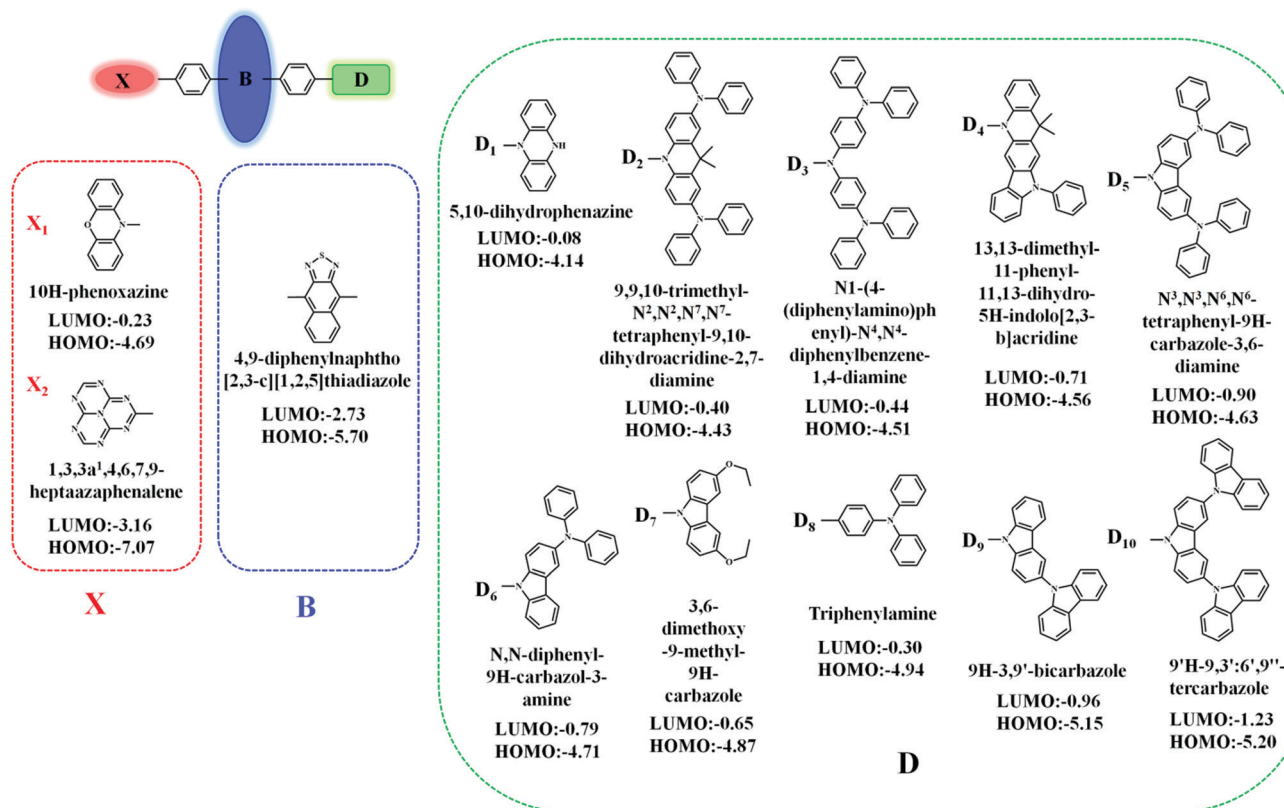 X
B
D
X₁
O
N
10H-phenoxazine
LUMO:-0.23
HOMO:-4.69
X₂
N
N
N
N
N
N
N
1,3,3a¹,4,6,7,9-
heptaazaphenalene
LUMO:-3.16
HOMO:-7.07
X
N
S
N
4,9-diphenylnaphtho
[2,3-c][1,2,5]thiadiazole
LUMO:-2.73
HOMO:-5.70
B
D₁
N
NH
5,10-dihydrophenazine
LUMO:-0.08
HOMO:-4.14
D₂
N
N
N
9,9,10-trimethyl-
N²,N²,N⁷,N⁷-
tetraphenyl-9,10-
dihydroacridine-2,7-
diamine
LUMO:-0.40
HOMO:-4.43
D₃
N
N
N
N1-(4-
(diphenylamino)ph
enyl)-N⁴,N⁴-
diphenylbenzene-
1,4-diamine
LUMO:-0.44
HOMO:-4.51
D₄
N
N
13,13-dimethyl-
11-phenyl-
11,13-dihydro-
5H-indolo[2,3-
b]acridine
LUMO:-0.71
HOMO:-4.56
D₅
N
N
N
N³,N³,N⁶,N⁶-
tetraphenyl-9H-
carbazole-3,6-
diamine
LUMO:-0.90
HOMO:-4.63
D₆
N
N
N,N-diphenyl-
9H-carbazol-3-
amine
LUMO:-0.79
HOMO:-4.71
D₇
N
O
O
3,6-
dimethoxy
-9-methyl-
9H-
carbazole
LUMO:-0.65
HOMO:-4.87
D₈
N
Triphenylamine
LUMO:-0.30
HOMO:-4.94
D₉
N
N
9H-3,9'-bicarbazole
LUMO:-0.96
HOMO:-5.15
D₁₀
N
N
N
9'H-9,3':6',9''-
tercarbazole
LUMO:-1.23
HOMO:-5.20
D